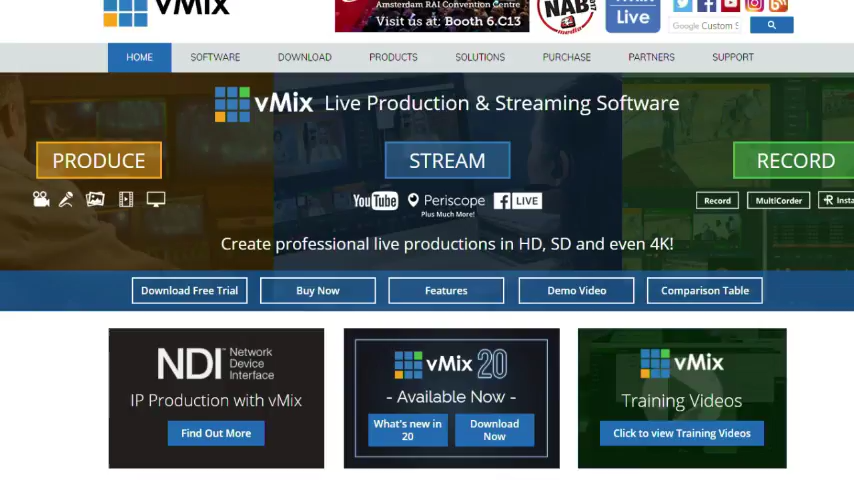 vMix
Amsterdam RAI Convention Centre
Visit us at: Booth 6.C13
NAB
media
Live
Google Custom S
HOME SOFTWARE DOWNLOAD PRODUCTS SOLUTIONS PURCHASE PARTNERS SUPPORT
vMix Live Production & Streaming Software
PRODUCE STREAM RECORD
YouTube Periscope f LIVE Record MultiCorder Insta
Plus Much More!
Create professional live productions in HD, SD and even 4K!
Download Free Trial Buy Now Features Demo Video Comparison Table
NDI Network Device Interface
IP Production with vMix
Find Out More
vMix 20
- Available Now -
What's new in 20
Download Now
vMix
Training Videos
Click to view Training Videos